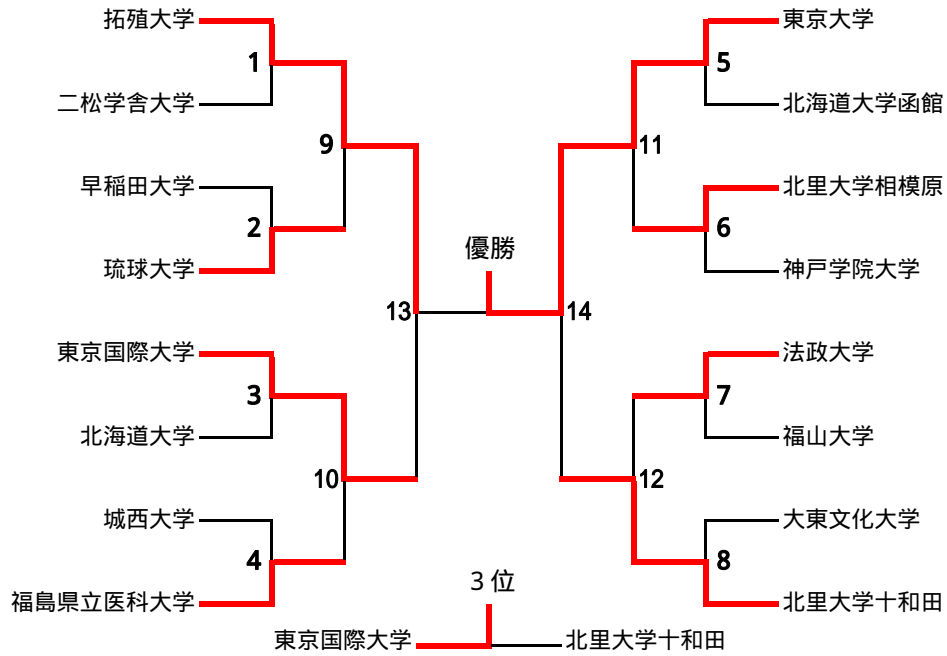 拓殖大学
1
二松学舎大学
9
早稲田大学
2
琉球大学
13
東京国際大学
3
北海道大学
10
城西大学
4
福島県立医科大学
優勝
東京大学
5
北海道大学函館
11
北里大学相模原
6
神戸学院大学
14
法政大学
7
福山大学
12
大東文化大学
8
北里大学十和田
3位
東京国際大学
北里大学十和田